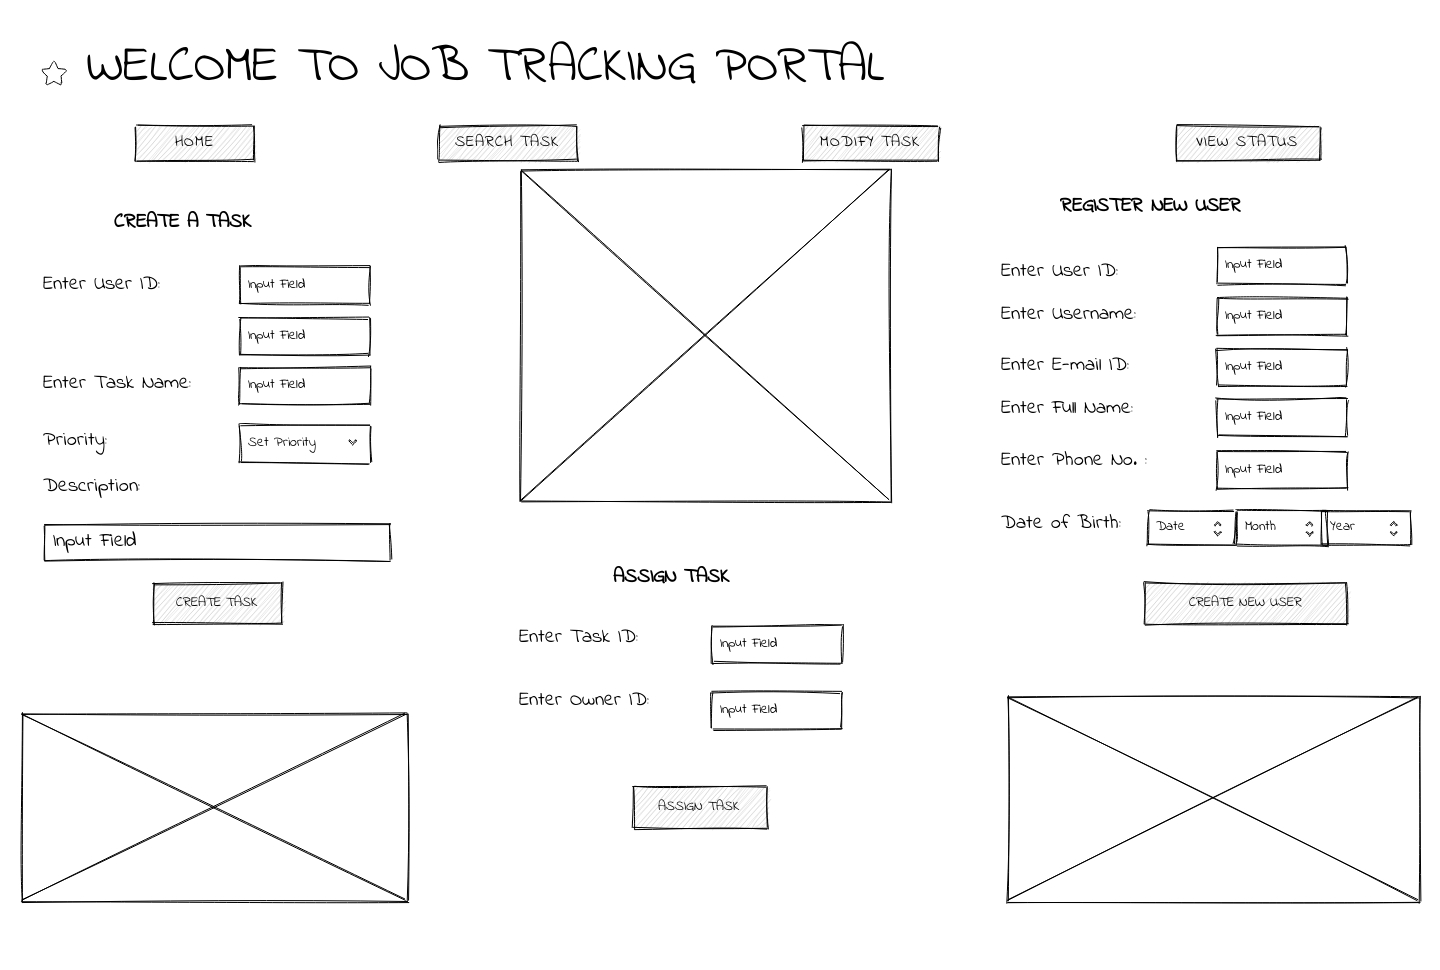 WELCOME TO JOB TRACKING PORTAL
HOME
SEARCH TASK
MODIFY TASK
VIEW STATUS
CREATE A TASK
Enter User ID:
Input Field
Input Field
Enter Task Name:
Input Field
Priority:
Set Priority
Description:
Input Field
CREATE TASK
ASSIGN TASK
Enter Task ID:
Input Field
Enter Owner ID:
Input Field
ASSIGN TASK
REGISTER NEW USER
Enter User ID:
Input Field
Enter Username:
Input Field
Enter E-mail ID:
Input Field
Enter Full Name:
Input Field
Enter Phone No. :
Input Field
Date of Birth:
Date
Month
Year
CREATE NEW USER